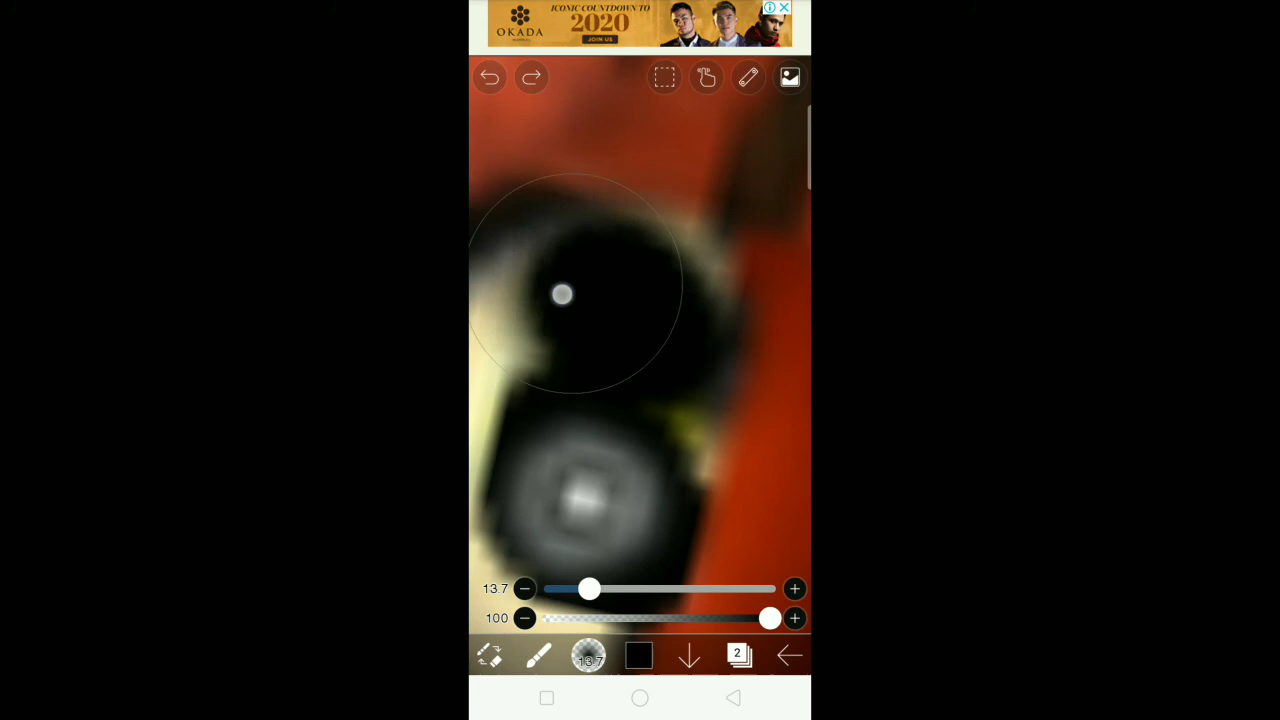 ICONIC COUNTDOWN TO
2020
OKADA
JOIN US
13.7
100
13.7
2